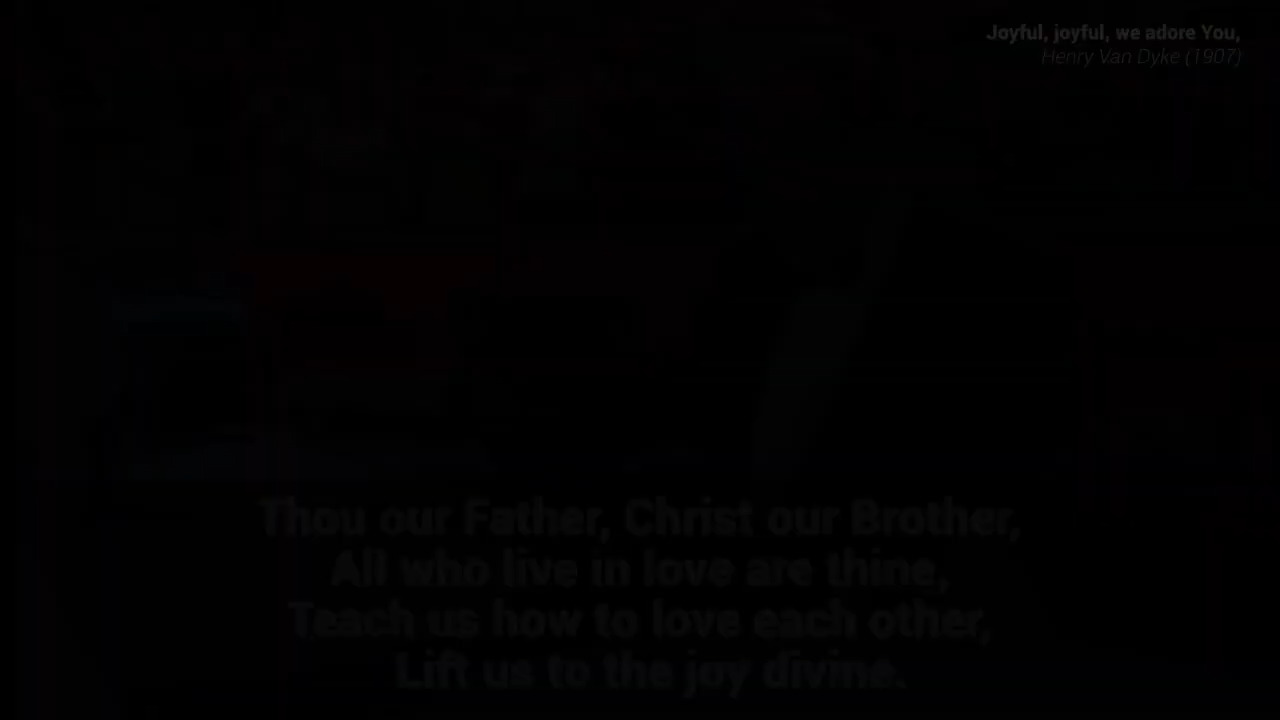 Joyful, joyful, we adore You,
Henry Van Dyke (1907)
Thou our Father, Christ our Brother,
All who live in love are thine,
Teach us how to love each other,
Lift us to the joy divine.